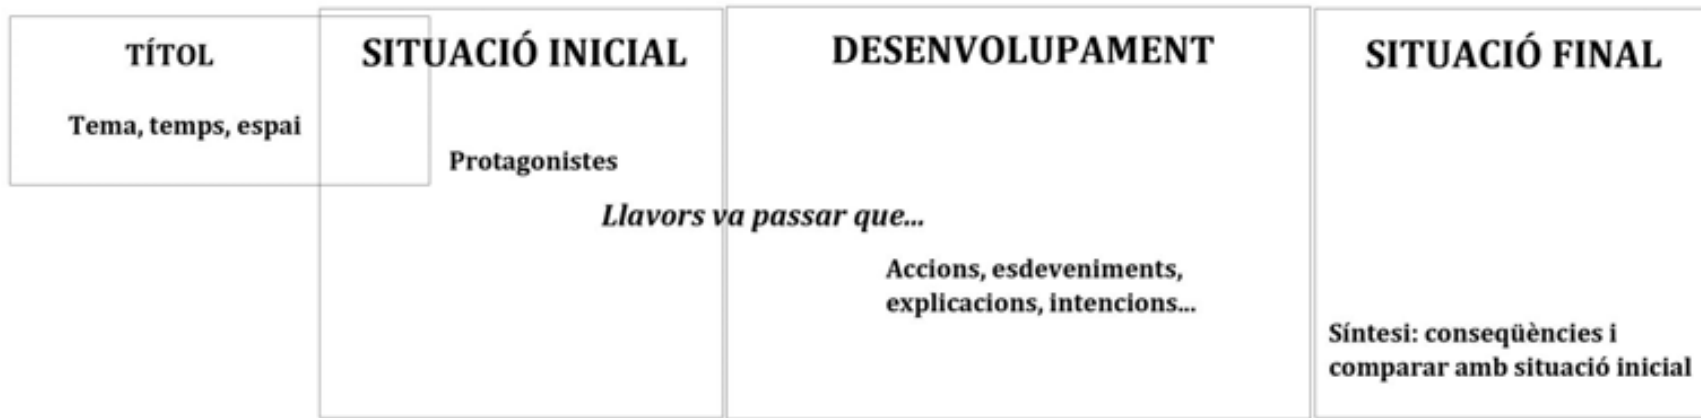 TÍTOL
Tema, temps, espai
SITUACIÓ INICIAL
Protagonistes
Llavors va passar que...
DESENVOLUPAMENT
Accions, esdeveniments,
explicacions, intencions...
SITUACIÓ FINAL
Síntesi: conseqüències i
comparar amb situació inicial